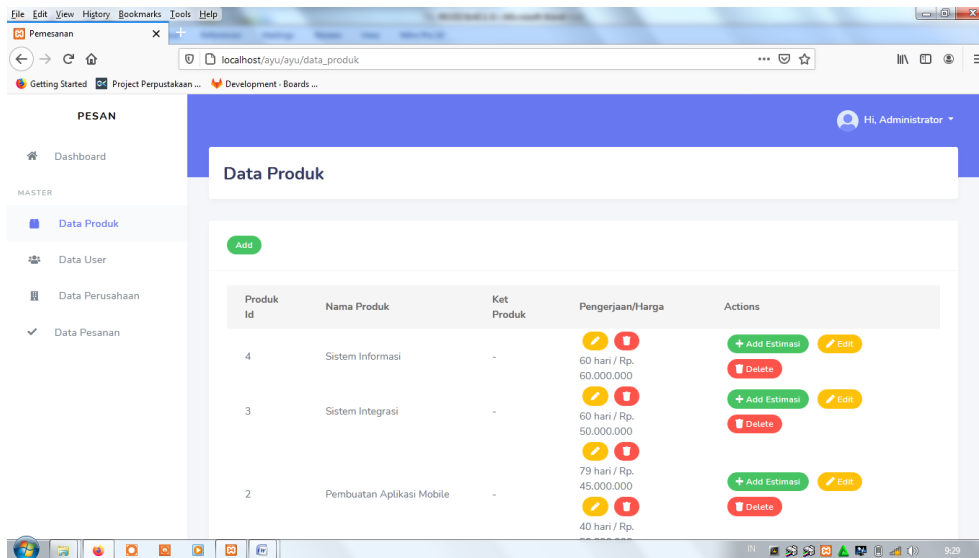 File Edit View History Bookmarks Tools Help
Pemesanan
localhost/ayu/ayu/data_produk
Getting Started Project Perpustakaan ... Development · Boards ...
PESAN
Hi, Administrator
Dashboard
Data Produk
MASTER
Data Produk
Data User
Data Perusahaan
Data Pesanan
Add
Produk Id Nama Produk Ket Produk Pengerjaan/Harga Actions
4 Sistem Informasi - 60 hari / Rp. 60.000.000 Add Estimasi Edit Delete
3 Sistem Integrasi - 60 hari / Rp. 50.000.000 Add Estimasi Edit Delete
2 Pembuatan Aplikasi Mobile - 79 hari / Rp. 45.000.000 Add Estimasi Edit Delete
40 hari / Rp.
IN 9:29